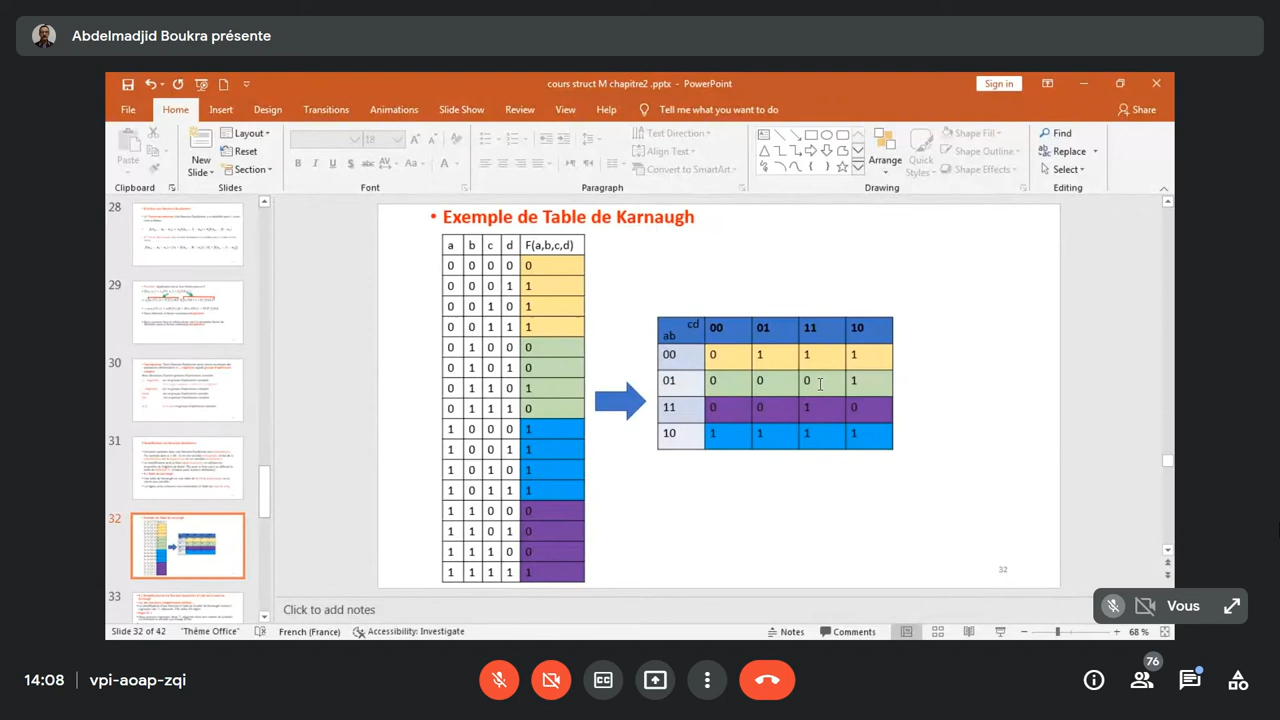 Abdelmadjid Boukra présente
cours struct M chapitre2 .pptx - PowerPoint
Sign in
File Home Insert Design Transitions Animations Slide Show Review View Help Tell me what you want to do Share
Paste
New Slide
Layout
Reset
Section
18
B I U S abc AV Aa A
Text Direction
Align Text
Convert to SmartArt
Arrange
Quick Styles
Shape Fill
Shape Outline
Shape Effects
Find
Replace
Select
Clipboard Slides Font Paragraph Drawing Editing
28
29
30
31
32
33
• Exemple de Table de Karnaugh
a b c d F(a,b,c,d)
0 0 0 0 0
0 0 0 1 1
0 0 1 0 1
0 0 1 1 1
0 1 0 0 0
0 1 0 1 0
0 1 1 0 1
0 1 1 1 0
1 0 0 0 1
1 0 0 1 1
1 0 1 0 1
1 0 1 1 1
1 1 0 0 0
1 1 0 1 0
1 1 1 0 0
1 1 1 1 1
cd
ab
00 01 11 10
00 0 1 1 1
01 0 0 0
11 0 0 1 0
10 1 1 1 1
32
Click to add notes
Vous
Slide 32 of 42 "Thème Office" French (France) Accessibility: Investigate Notes Comments 68 %
14:08 vpi-aoap-zqi
CC
76